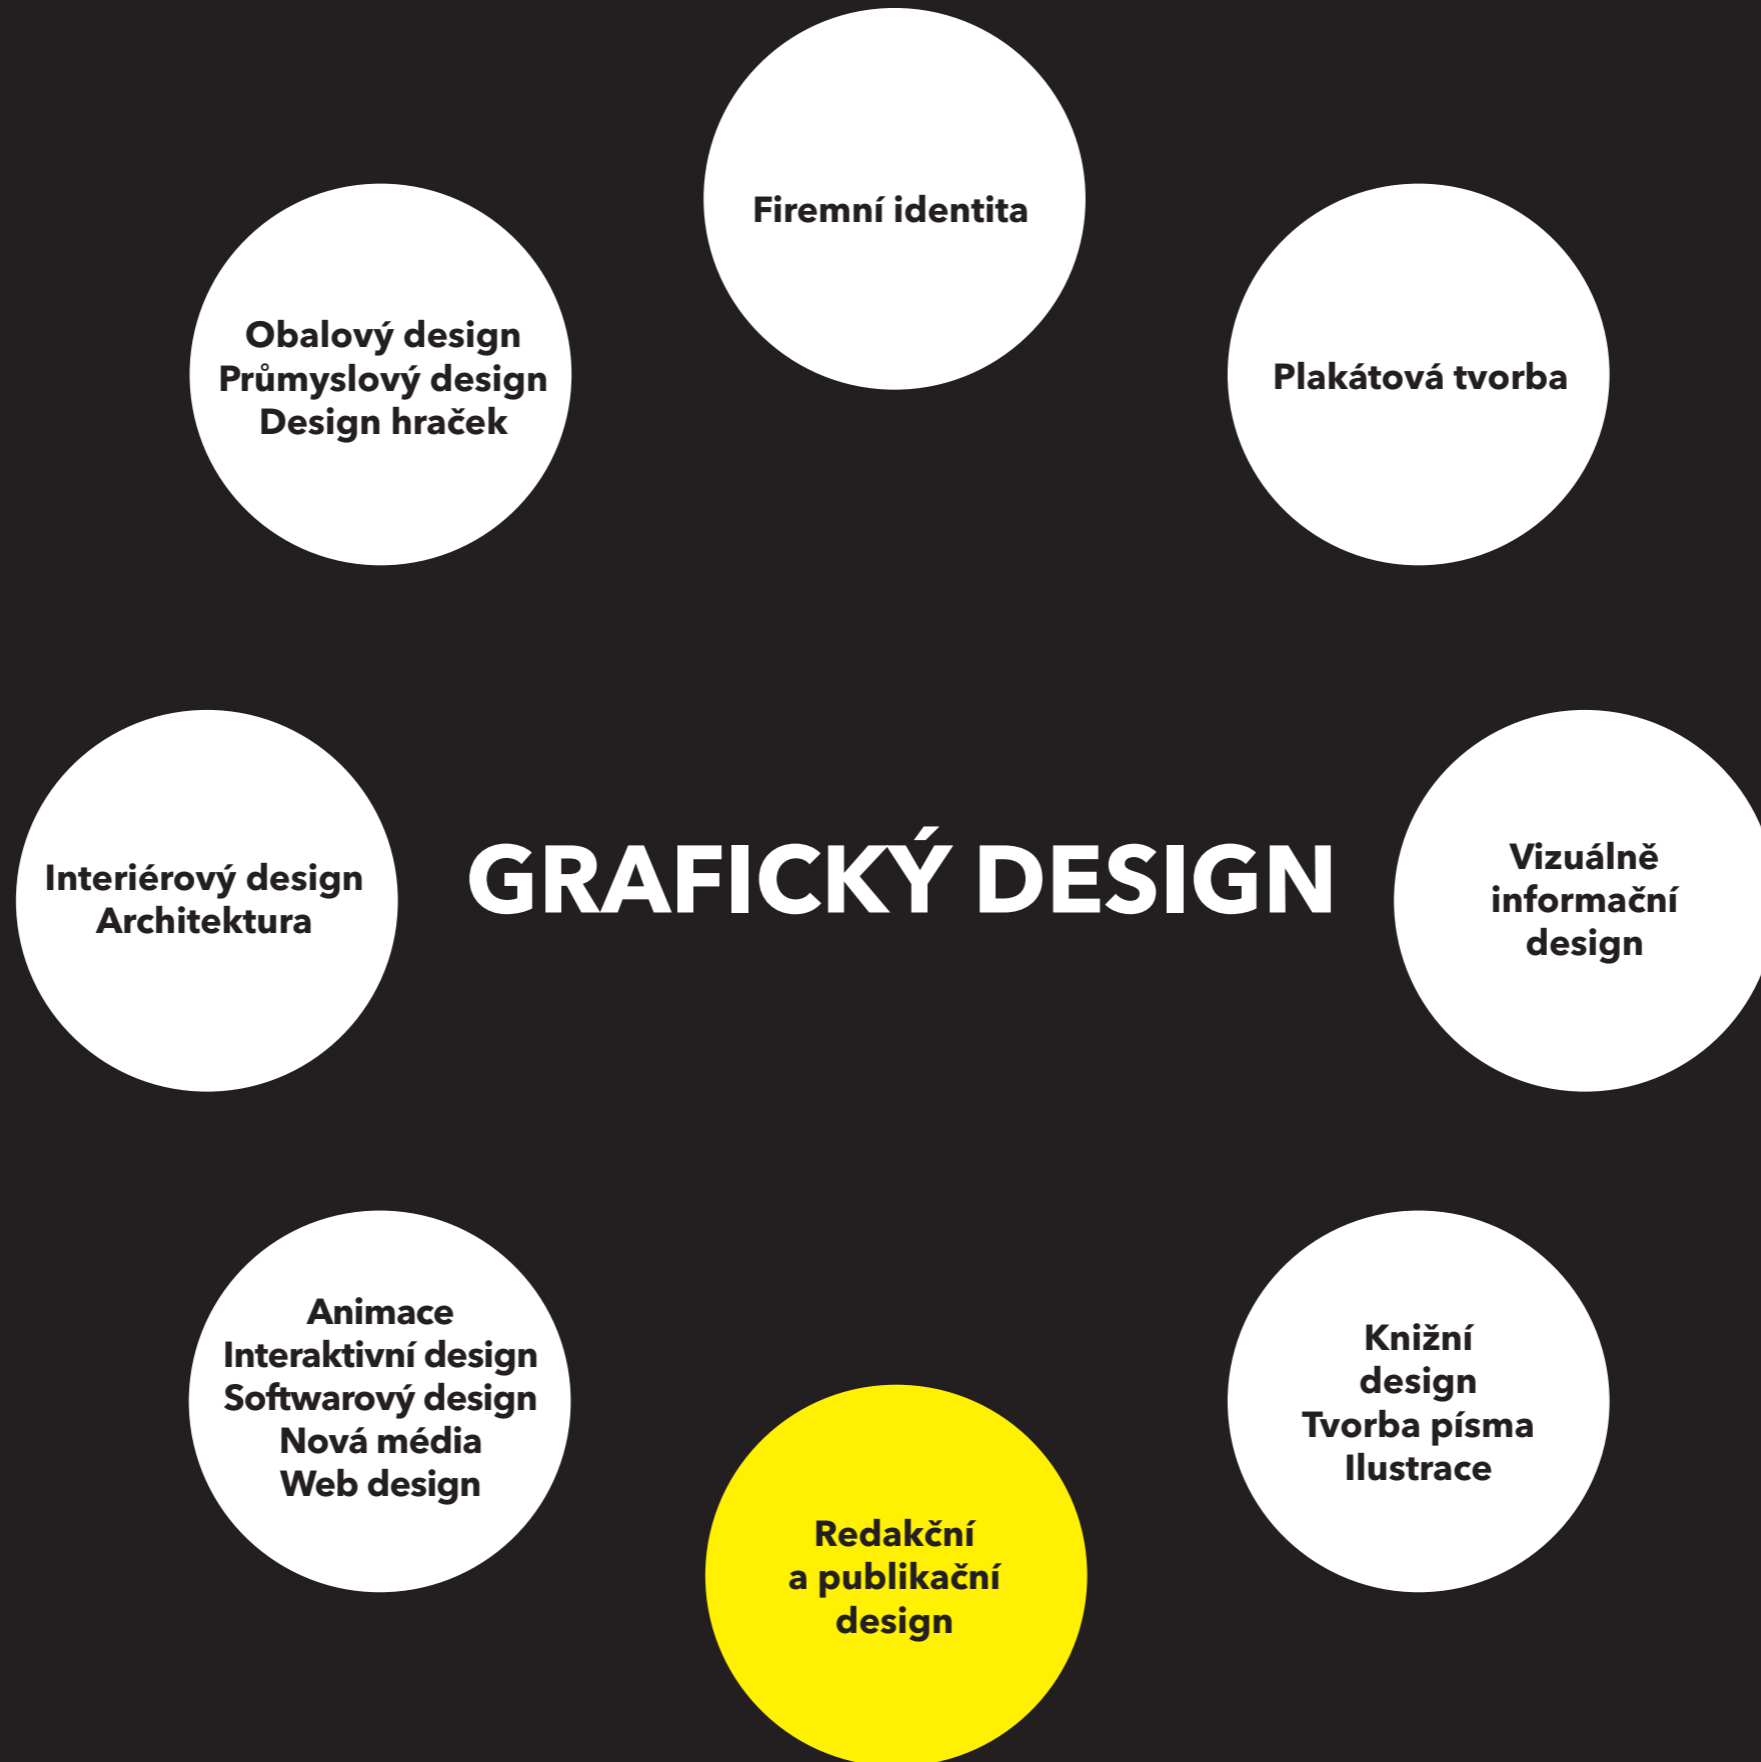 Firemní identita
Obalový design
Průmyslový design
Design hraček
Plakátová tvorba
Interiérový design
Architektura
GRAFICKÝ DESIGN
Vizuálně
informační
design
Animace
Interaktivní design
Softwarový design
Nová média
Web design
Knižní
design
Tvorba písma
Ilustrace
Redakční
a publikační
design